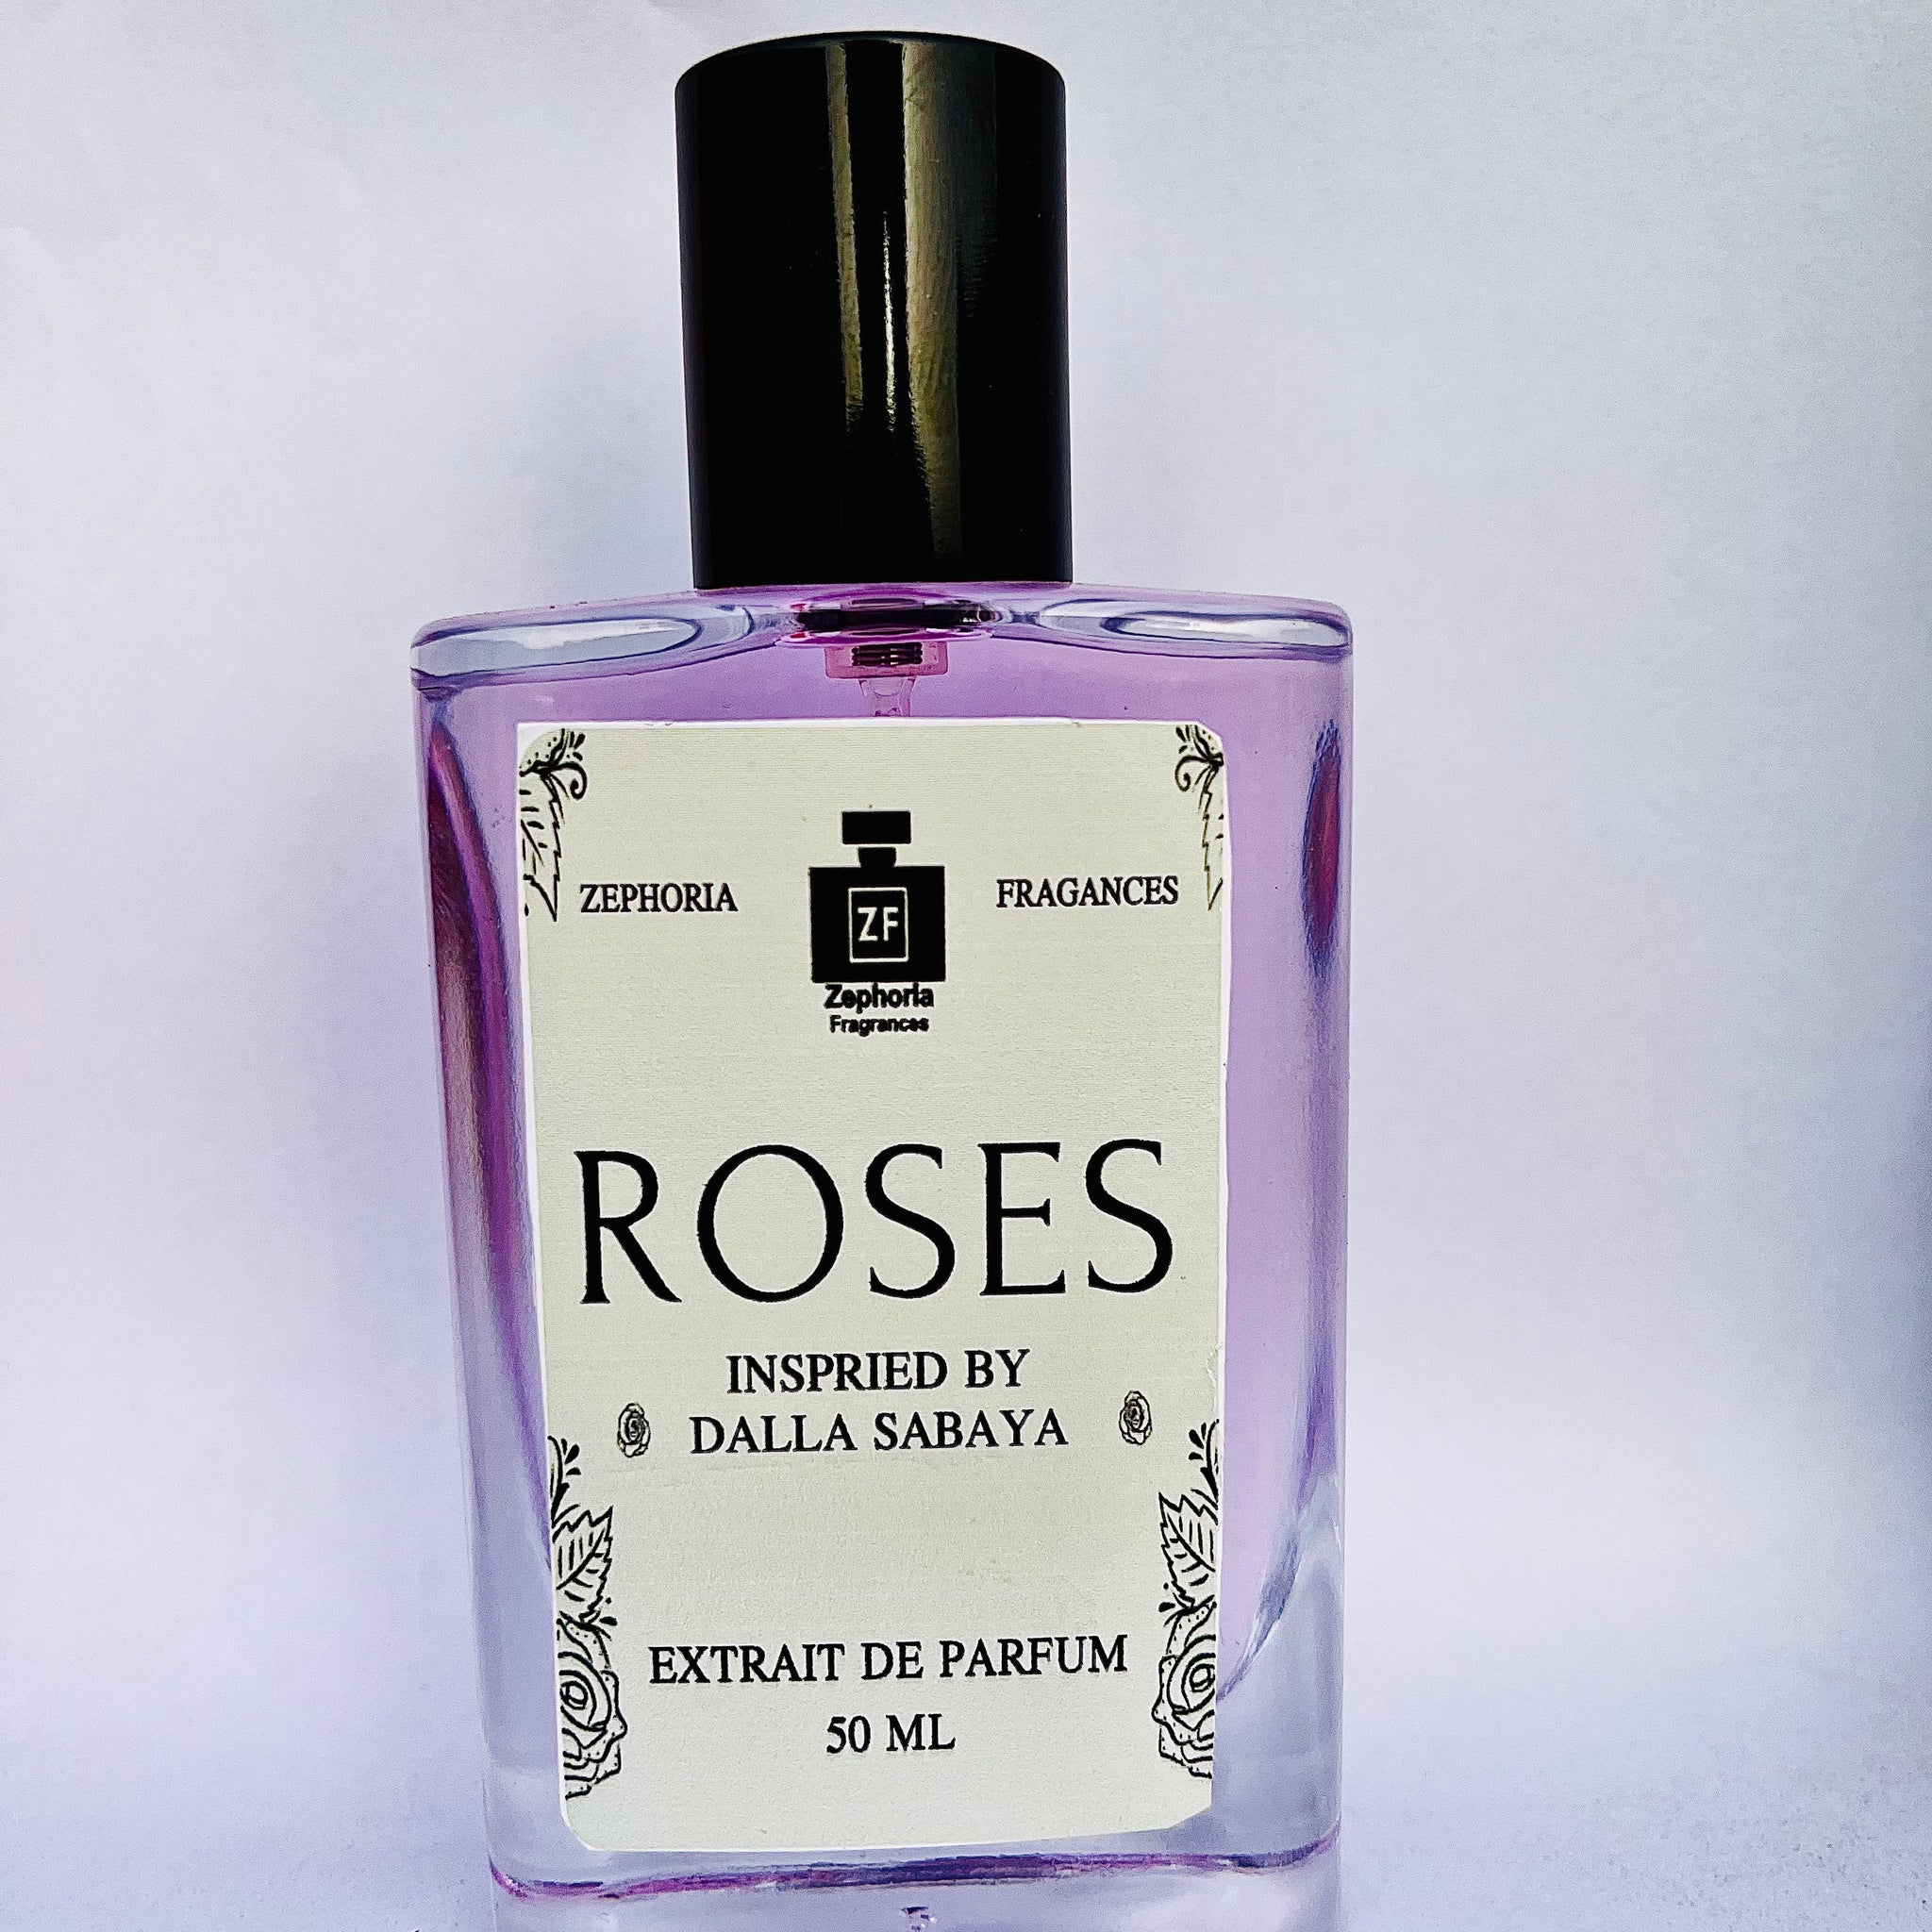 ZEPHORIA FRAGANCES
ZF
Zephoria
Fragrances
ROSES
INSPRIED BY
DALLA SABAYA
EXTRAIT DE PARFUM
50 ML